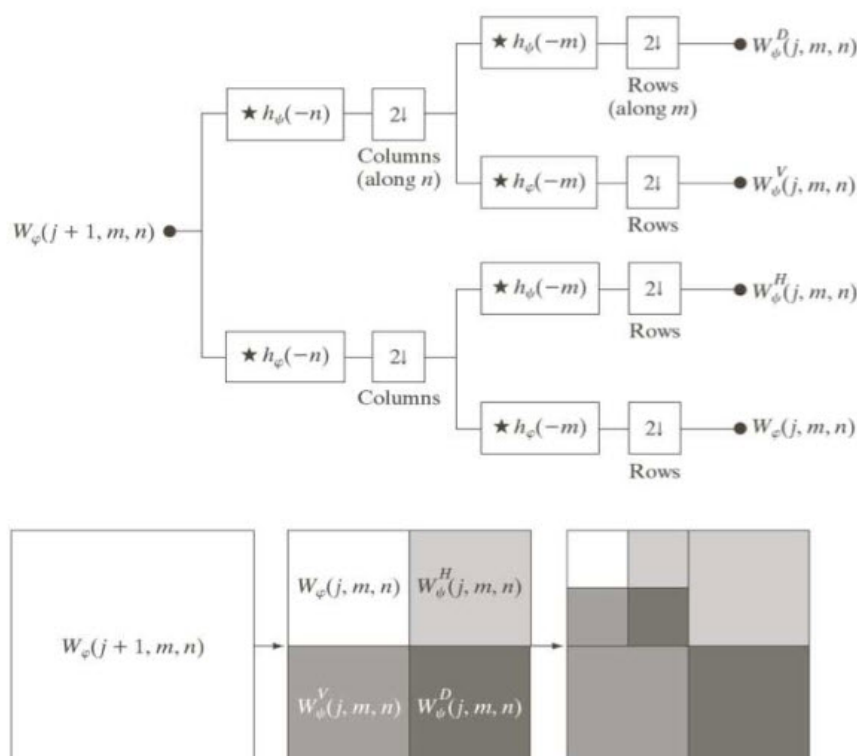 ★ h_ψ(−m)
2↓
W_ψ^D(j, m, n)
Rows
(along m)
★ h_ψ(−n)
2↓
Columns
(along n)
★ h_φ(−m)
2↓
W_ψ^V(j, m, n)
Rows
W_φ(j + 1, m, n)
★ h_ψ(−m)
2↓
W_ψ^H(j, m, n)
Rows
★ h_φ(−n)
2↓
Columns
★ h_φ(−m)
2↓
W_φ(j, m, n)
Rows
W_φ(j + 1, m, n)
W_φ(j, m, n)
W_ψ^H(j, m, n)
W_ψ^V(j, m, n)
W_ψ^D(j, m, n)